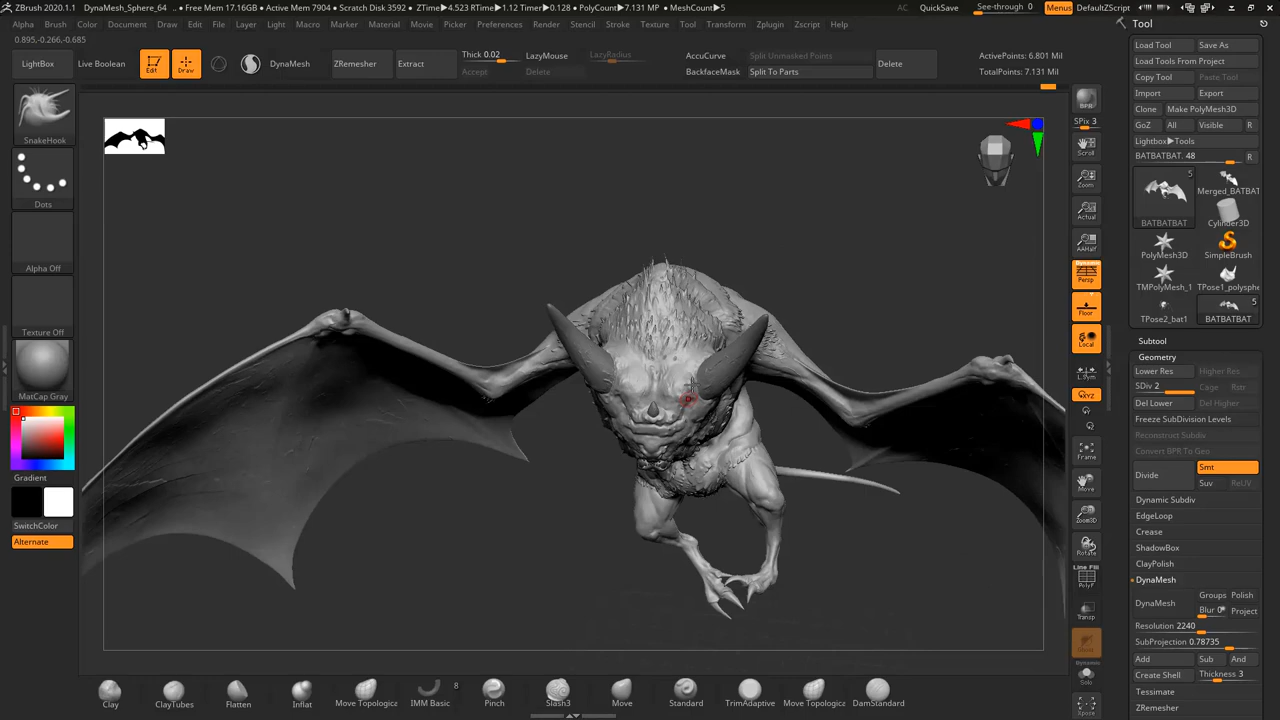 ZBrush 2020.1.1
DynaMesh_Sphere_64 .. • Free Mem 17.16GB • Active Mem 7904 • Scratch Disk 3592 • ZTime▶4.523 RTime▶1.12 Timer▶0.128 • PolyCount▶7.131 MP • MeshCount▶5
AC QuickSave See-through 0 Menus DefaultZScript
Alpha Brush Color Document Draw Edit File Layer Light Macro Marker Material Movie Picker Preferences Render Stencil Stroke Texture Tool Transform Zplugin Zscript Help
Tool
0.895,-0.266,-0.685
LightBox Live Boolean Edit Draw DynaMesh ZRemesher Extract
Thick 0.02 LazyMouse LazyRadius
Accept Delete
AccuCurve Split Unmasked Points
BackfaceMask Split To Parts
Delete
ActivePoints: 6.801 Mil
TotalPoints: 7.131 Mil
SnakeHook
Dots
Alpha Off
Texture Off
MatCap Gray
Gradient
SwitchColor
Alternate
BPR
SPix 3
Scroll
Zoom
Actual
AAHalf
Dynamic
Persp
Floor
Local
L.Sym
XYZ
Frame
Move
Zoom3D
Rotate
Line Fill
PolyF
Transp
Dynamic
Solo
Xpose
Load Tool Save As
Load Tools From Project
Copy Tool Paste Tool
Import Export
Clone Make PolyMesh3D
GoZ All Visible R
Lightbox▶Tools
BATBATBAT. 48 R
5
Merged_BATBAT
BATBATBAT Cylinder3D
PolyMesh3D SimpleBrush
TMPolyMesh_1 TPose1_polysphe
5
TPose2_bat1 BATBATBAT
Subtool
Geometry
Lower Res Higher Res
SDiv 2 Cage Rstr
Del Lower Del Higher
Freeze SubDivision Levels
Reconstruct Subdiv
Convert BPR To Geo
Divide Smt
Suv ReUV
Dynamic Subdiv
EdgeLoop
Crease
ShadowBox
ClayPolish
DynaMesh
DynaMesh Groups Polish
Blur 0 Project
Resolution 2240
SubProjection 0.78735
Add Sub And
Create Shell Thickness 3
Tessimate
ZRemesher
8
Clay ClayTubes Flatten Inflat Move Topologic IMM Basic Pinch Slash3 Move Standard TrimAdaptive Move Topologic DamStandard